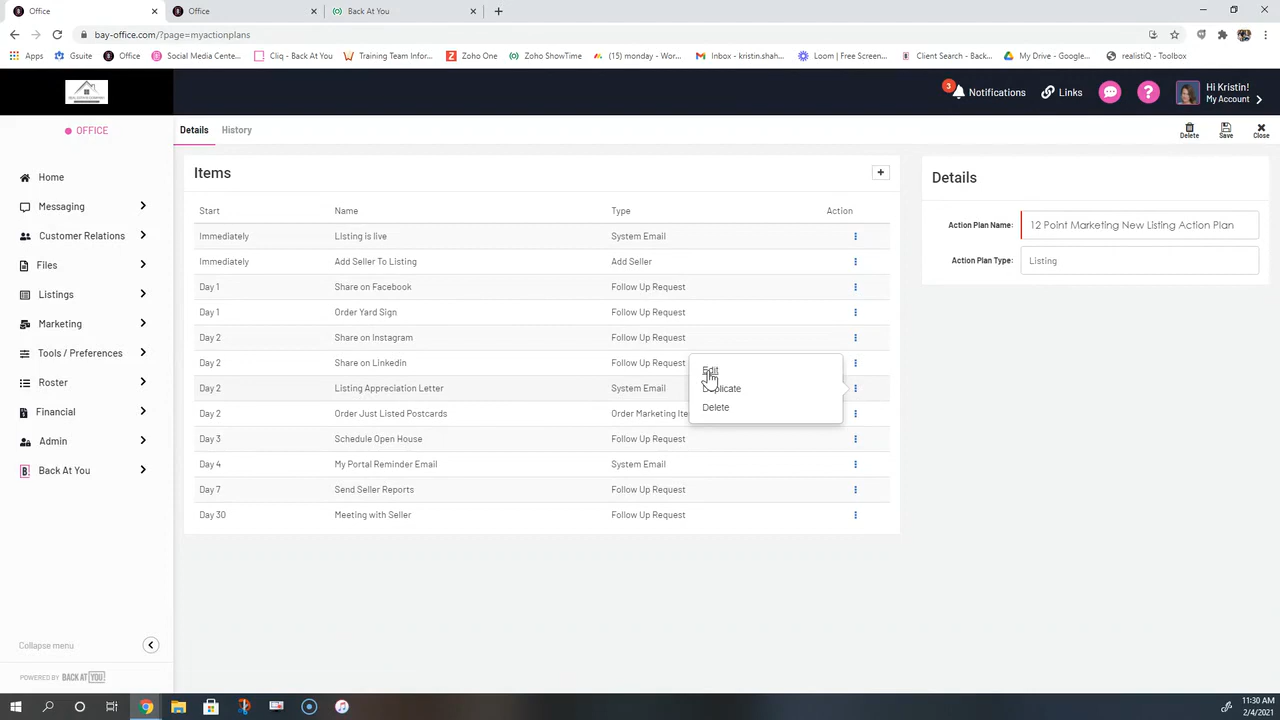 Office
Office
Back At You
bay-office.com/?page=myactionplans
Apps
Gsuite
Office
Social Media Cente...
Cliq - Back At You
Training Team Infor...
Zoho One
Zoho ShowTime
(15) monday - Wor...
Inbox - kristin.shan...
Loom | Free Screen...
Client Search - Back...
My Drive - Google...
realistiQ - Toolbox
3
Notifications
Links
Hi Kristin!
My Account
OFFICE
Home
Messaging
Customer Relations
Files
Listings
Marketing
Tools / Preferences
Roster
Financial
Admin
Back At You
Collapse menu
POWERED BY BACK AT YOU!
Details History
Delete Save Close
Items
Start Name Type Action
Immediately LIsting is live System Email
Immediately Add Seller To Listing Add Seller
Day 1 Share on Facebook Follow Up Request
Day 1 Order Yard Sign Follow Up Request
Day 2 Share on Instagram Follow Up Request
Day 2 Share on Linkedin Follow Up Request
Day 2 Listing Appreciation Letter System Email
Day 2 Order Just Listed Postcards Order Marketing Ite
Day 3 Schedule Open House Follow Up Request
Day 4 My Portal Reminder Email System Email
Day 7 Send Seller Reports Follow Up Request
Day 30 Meeting with Seller Follow Up Request
Edit
Duplicate
Delete
Details
Action Plan Name: 12 Point Marketing New Listing Action Plan
Action Plan Type: Listing
11:30 AM
2/4/2021